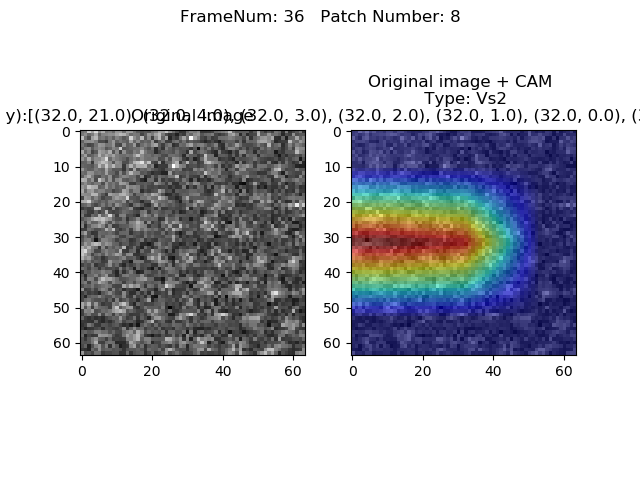 FrameNum: 36   Patch Number: 8
Original image + CAM
Type: Vs2
y):[(32.0, 21.0), (32.0, 4.0), (32.0, 3.0), (32.0, 2.0), (32.0, 1.0), (32.0, 0.0), (3
Original image
0
10
20
30
40
50
60
0 20 40 60
0
10
20
30
40
50
60
0 20 40 60